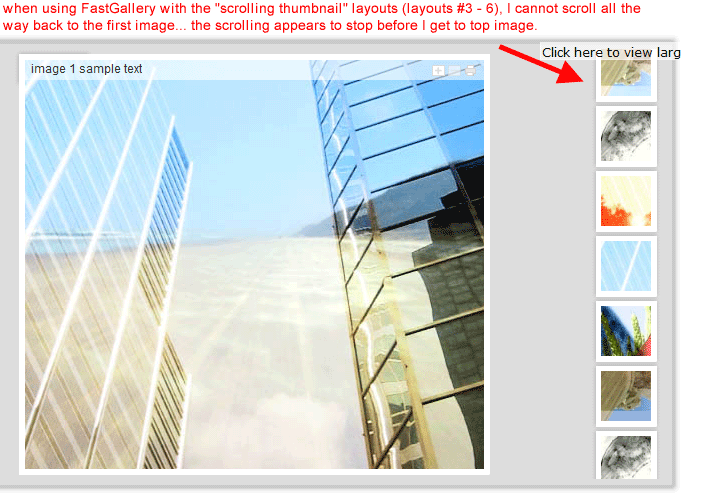 when using FastGallery with the "scrolling thumbnail" layouts (layouts #3 - 6), I cannot scroll all the
way back to the first image... the scrolling appears to stop before I get to top image.
Click here to view larg
image 1 sample text